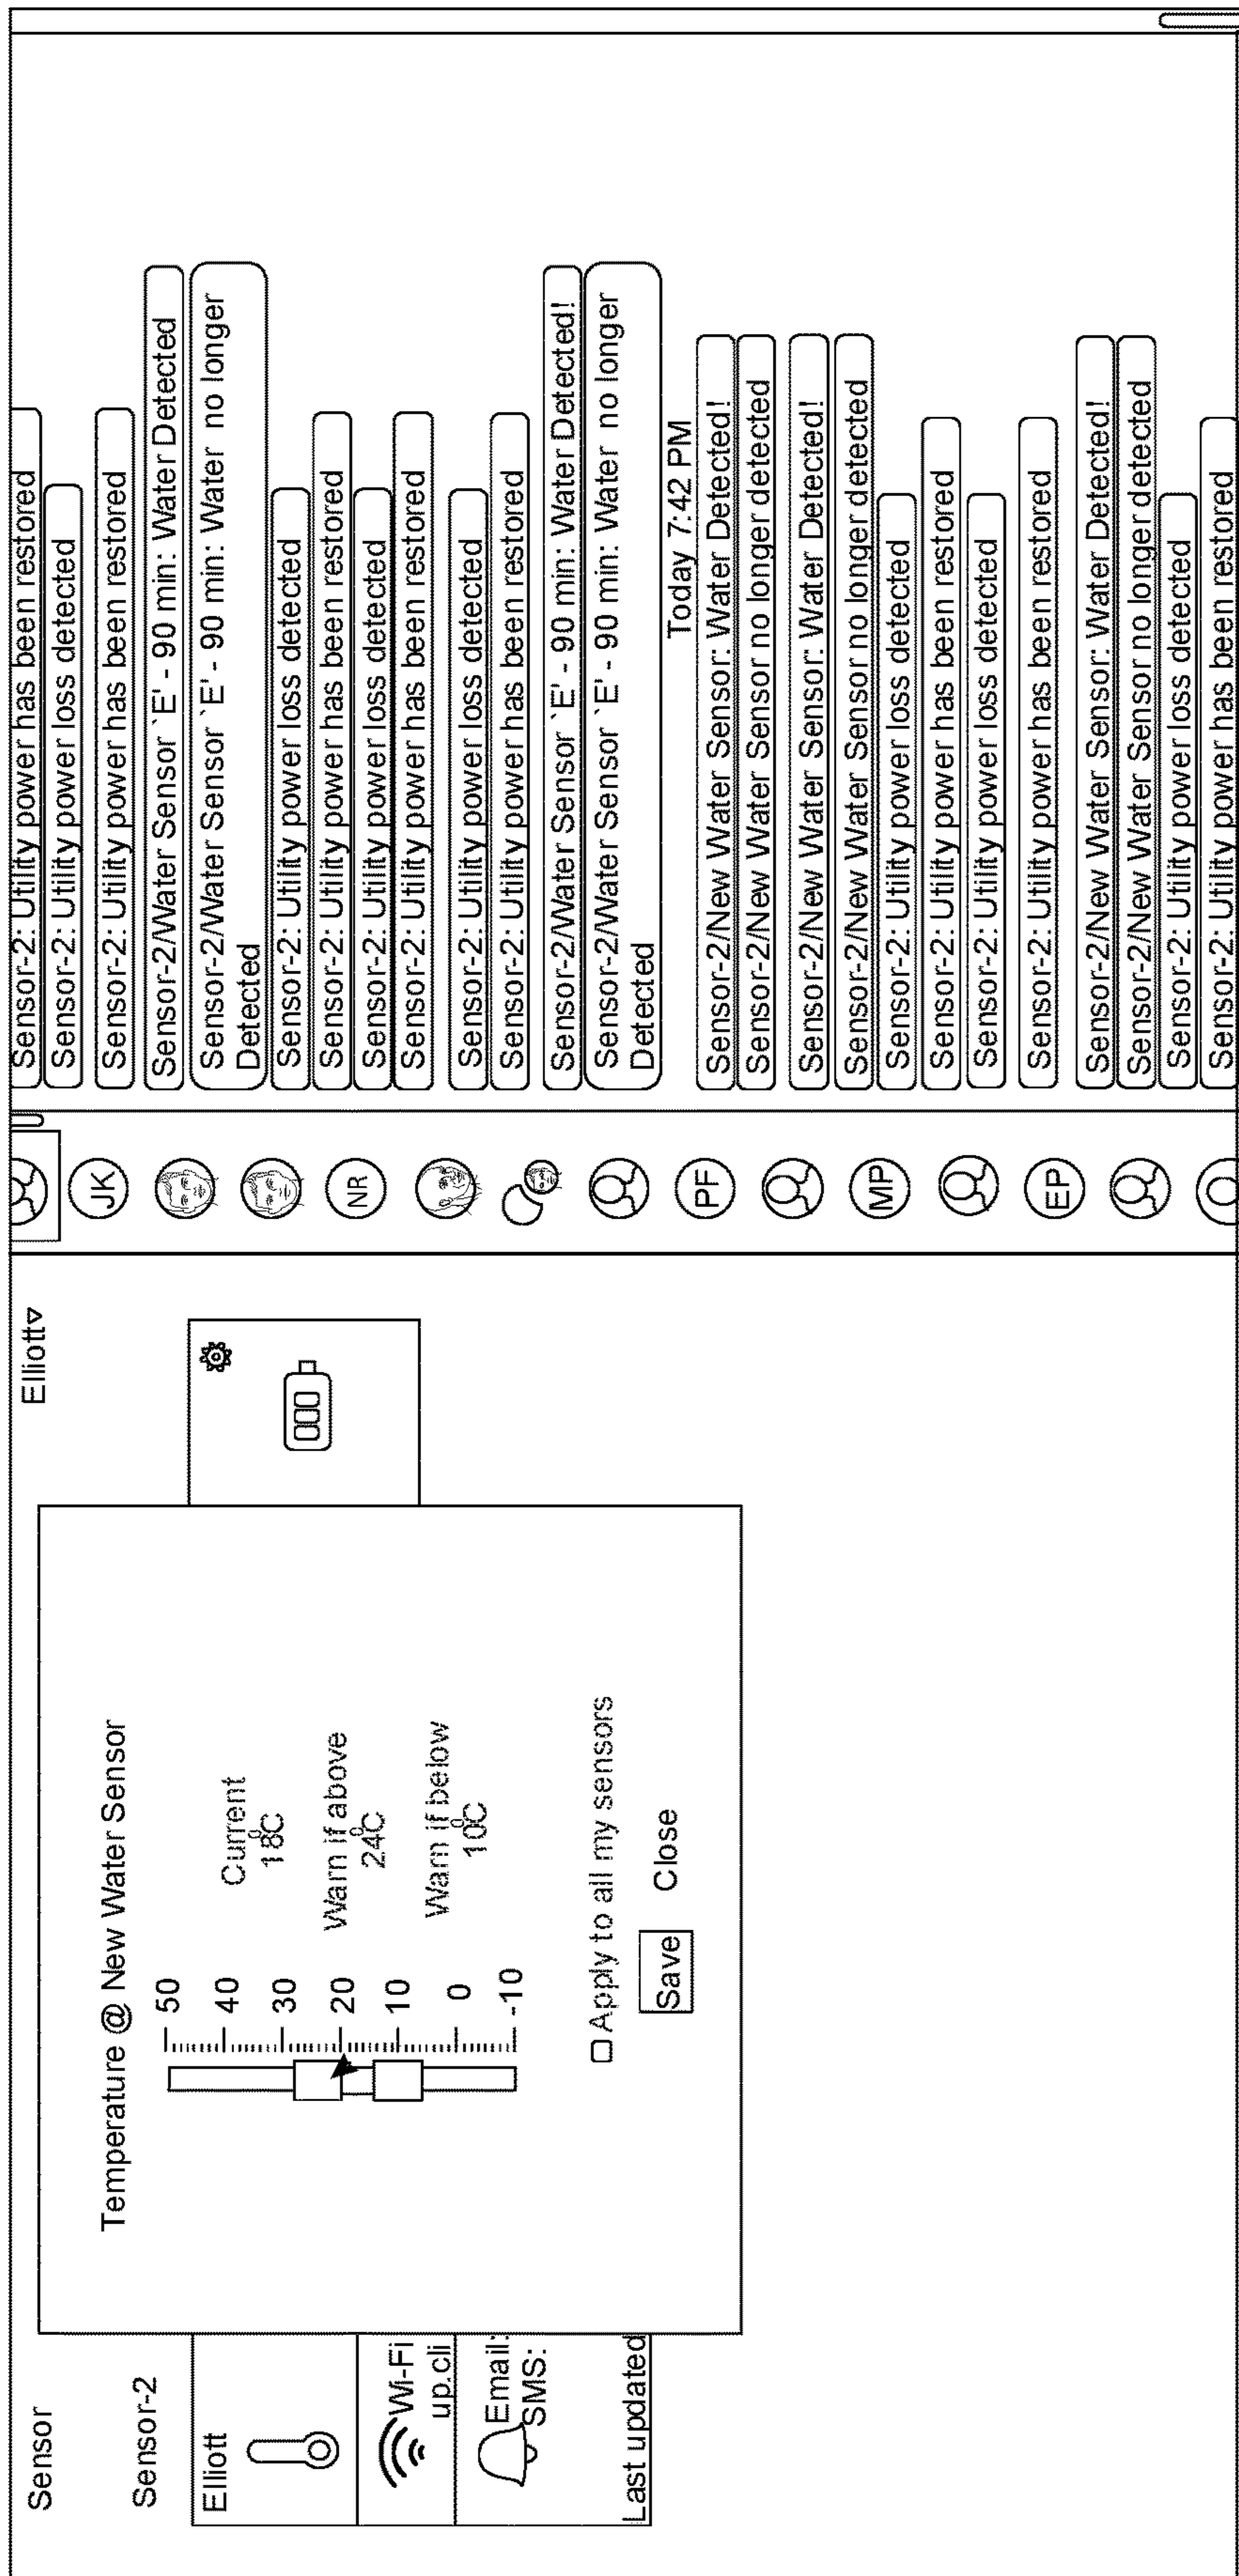 Sensor
Elliott
Sensor-2
Elliott
Wi-Fi
up.cli
Email:
SMS:
Last updated
Temperature @ New Water Sensor
50
40
30
20
10
0
-10
Current
18°C
Warn if above
24°C
Warn if below
10°C
Apply to all my sensors
Save
Close
JK
NR
PF
MP
EP
Sensor-2: Utility power has been restored
Sensor-2: Utility power loss detected
Sensor-2: Utility power has been restored
Sensor-2/Water Sensor `E' - 90 min: Water Detected
Sensor-2/Water Sensor `E' - 90 min: Water no longer
Detected
Sensor-2: Utility power loss detected
Sensor-2: Utility power has been restored
Sensor-2: Utility power loss detected
Sensor-2: Utility power has been restored
Sensor-2: Utility power loss detected
Sensor-2: Utility power has been restored
Sensor-2/Water Sensor `E' - 90 min: Water Detected!
Sensor-2/Water Sensor `E' - 90 min: Water no longer
Detected
Today 7:42 PM
Sensor-2/New Water Sensor: Water Detected!
Sensor-2/New Water Sensor no longer detected
Sensor-2/New Water Sensor: Water Detected!
Sensor-2/New Water Sensor no longer detected
Sensor-2: Utility power loss detected
Sensor-2: Utility power has been restored
Sensor-2: Utility power loss detected
Sensor-2: Utility power has been restored
Sensor-2/New Water Sensor: Water Detected!
Sensor-2/New Water Sensor no longer detected
Sensor-2: Utility power loss detected
Sensor-2: Utility power has been restored